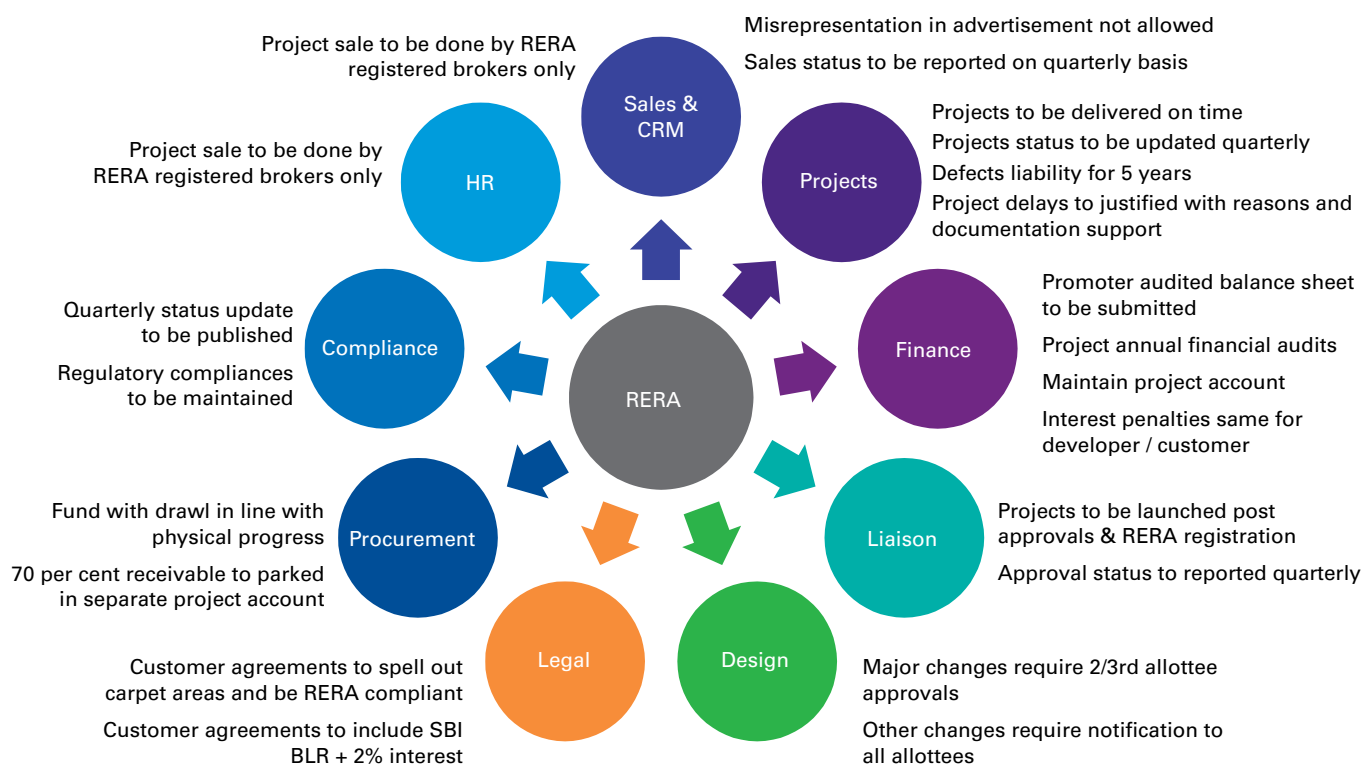 Misrepresentation in advertisement not allowed
Sales status to be reported on quarterly basis
Project sale to be done by RERA
registered brokers only
Sales &
CRM
Projects to be delivered on time
Projects status to be updated quarterly
Defects liability for 5 years
Project delays to justified with reasons and
documentation support
Projects
Project sale to be done by
RERA registered brokers only
HR
Promoter audited balance sheet
to be submitted
Project annual financial audits
Maintain project account
Interest penalties same for
developer / customer
Finance
Quarterly status update
to be published
Regulatory compliances
to be maintained
Compliance
RERA
Fund with drawl in line with
physical progress
70 per cent receivable to parked
in separate project account
Procurement
Liaison
Projects to be launched post
approvals & RERA registration
Approval status to reported quarterly
Customer agreements to spell out
carpet areas and be RERA compliant
Customer agreements to include SBI
BLR + 2% interest
Legal
Design
Major changes require 2/3rd allottee
approvals
Other changes require notification to
all allottees